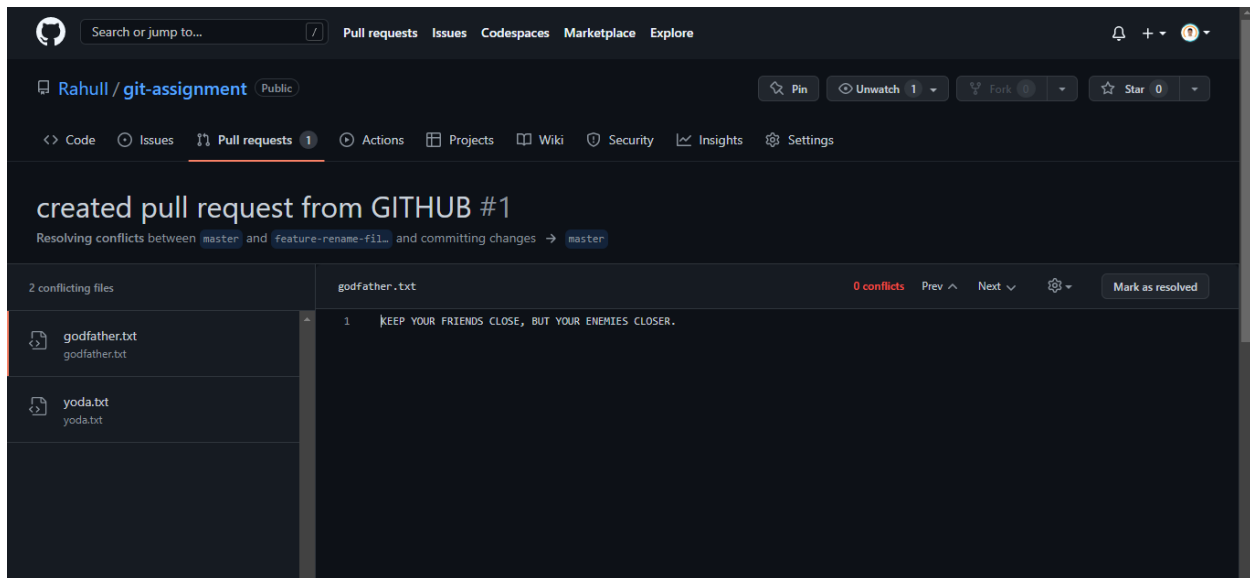 Search or jump to... / Pull requests Issues Codespaces Marketplace Explore
Rahull / git-assignment Public Pin Unwatch 1 Fork 0 Star 0
Code Issues Pull requests 1 Actions Projects Wiki Security Insights Settings
created pull request from GITHUB #1
Resolving conflicts between master and feature-rename-fil… and committing changes → master
2 conflicting files godfather.txt 0 conflicts Prev Next Mark as resolved
godfather.txt
godfather.txt
yoda.txt
yoda.txt
1 KEEP YOUR FRIENDS CLOSE, BUT YOUR ENEMIES CLOSER.